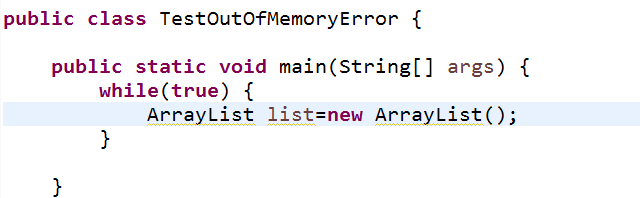 public class TestOutOfMemoryError {
public static void main(String[] args) {
while(true) {
ArrayList list=new ArrayList();
}
}